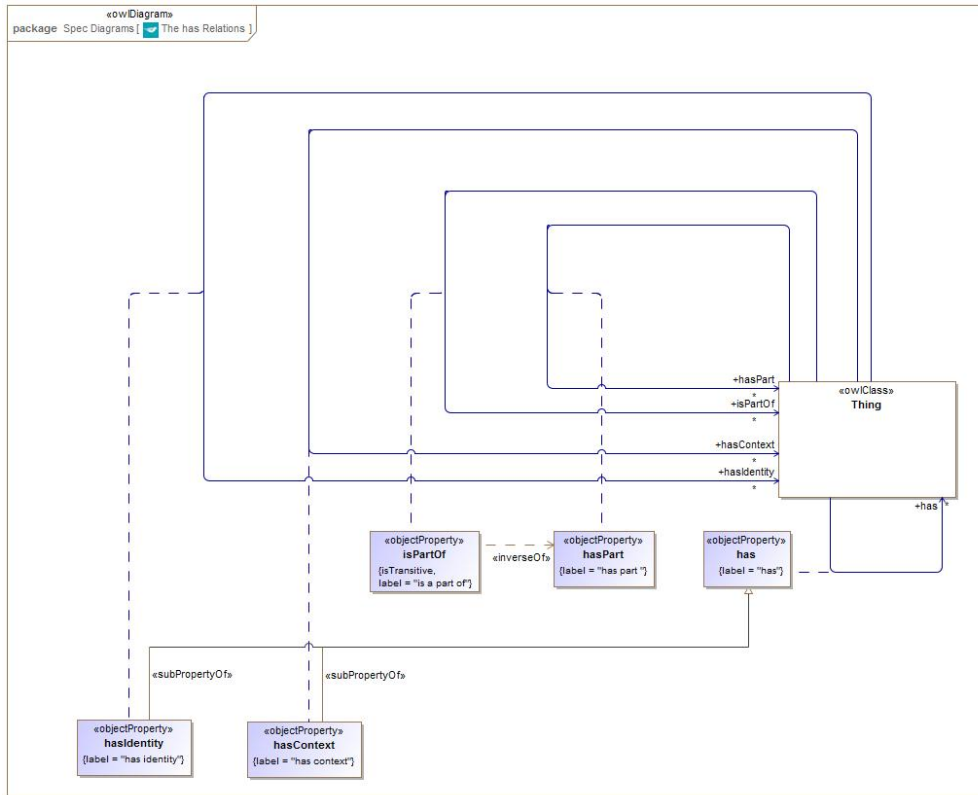 «owlDiagram»
package Spec Diagrams [ The has Relations ]
+hasPart
*
«owlClass»
Thing
+isPartOf
*
+hasContext
*
+hasIdentity
*
+has *
«objectProperty»
isPartOf
{isTransitive,
label = "is a part of"}
«inverseOf»
«objectProperty»
hasPart
{label = "has part "}
«objectProperty»
has
{label = "has"}
«subPropertyOf»
«subPropertyOf»
«objectProperty»
hasIdentity
{label = "has identity"}
«objectProperty»
hasContext
{label = "has context"}